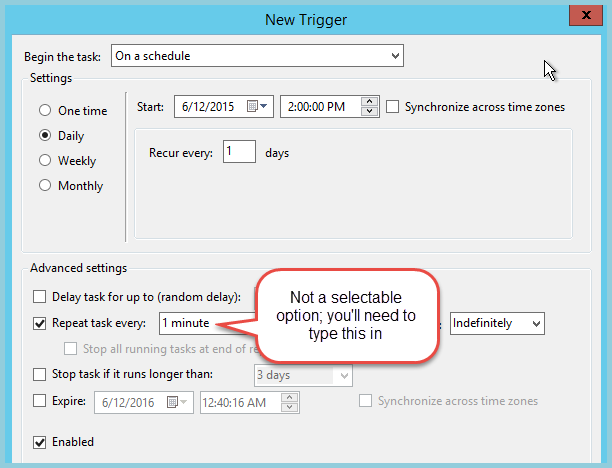 New Trigger
x
Begin the task: On a schedule
Settings
One time
Daily
Weekly
Monthly
Start: 6/12/2015 2:00:00 PM Synchronize across time zones
Recur every: 1 days
Advanced settings
Delay task for up to (random delay):
Repeat task every: 1 minute : Indefinitely
Stop all running tasks at end of re
Stop task if it runs longer than: 3 days
Expire: 6/12/2016 12:40:16 AM Synchronize across time zones
Enabled
Not a selectable
option; you'll need to
type this in